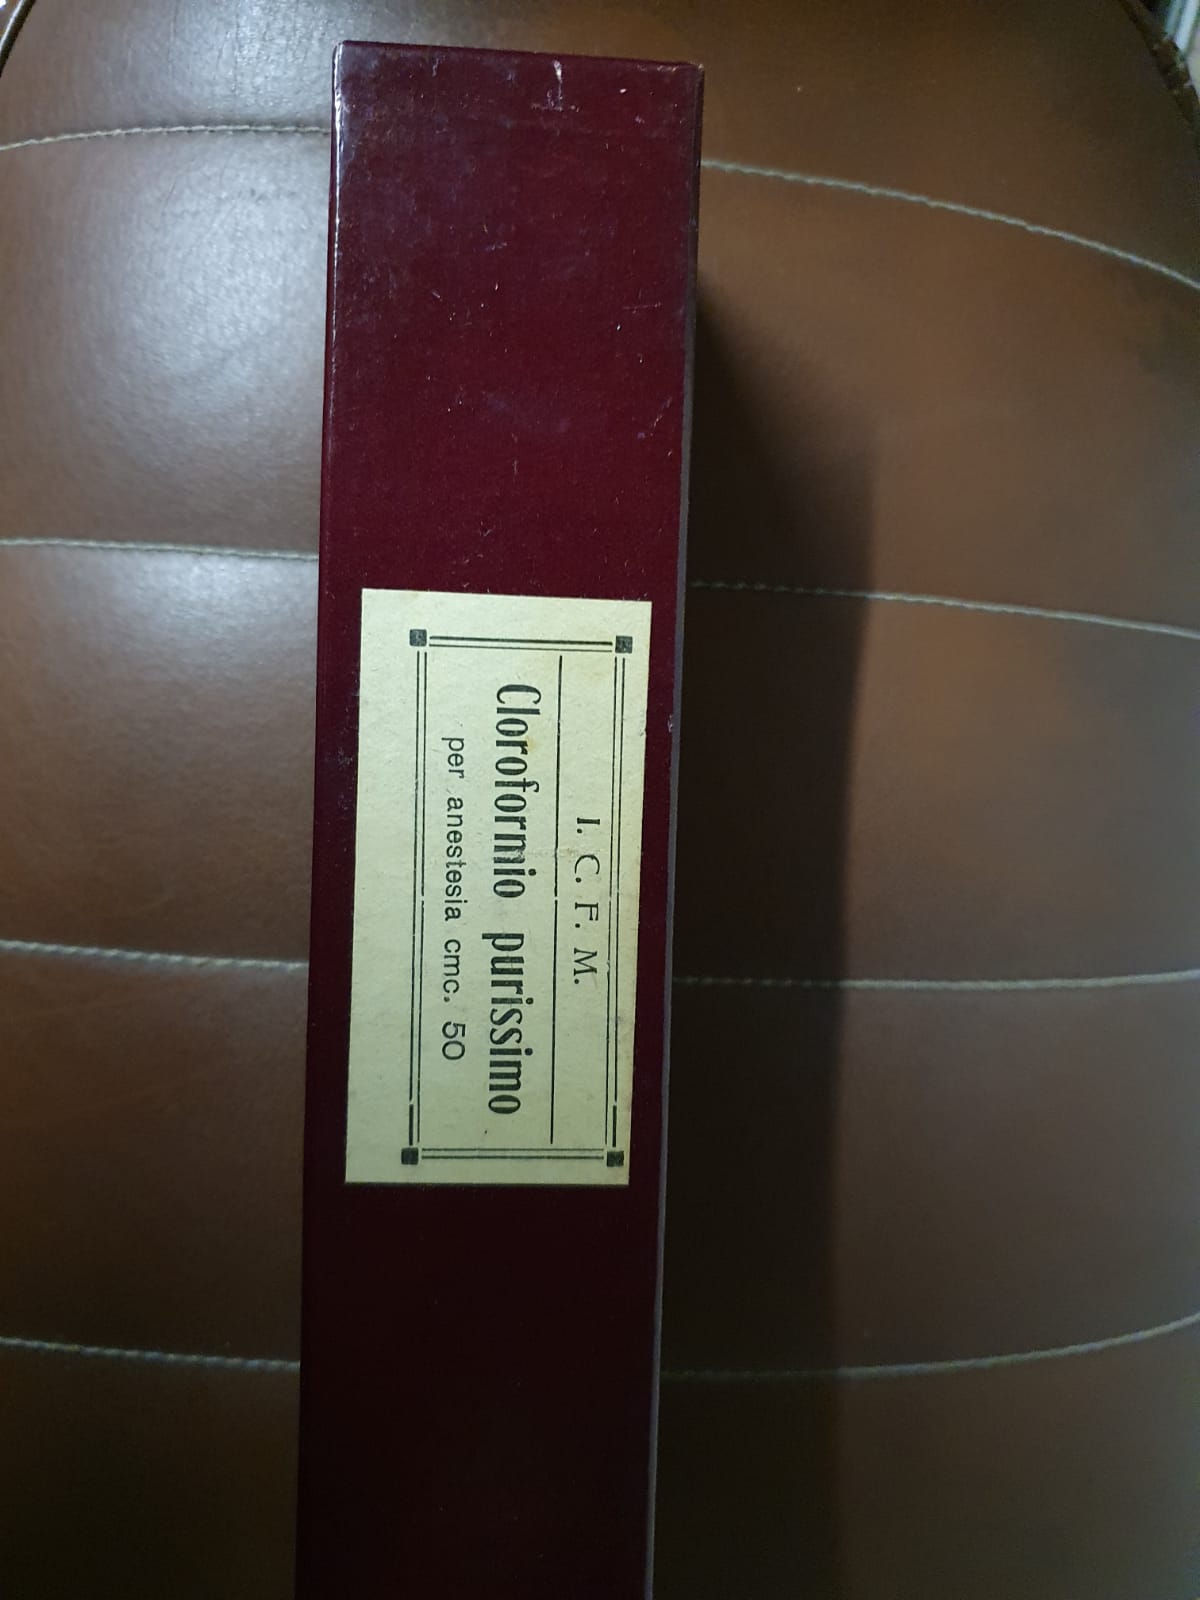 I. C. F. M.
Cloroformio purissimo
per anestesia cmc. 50